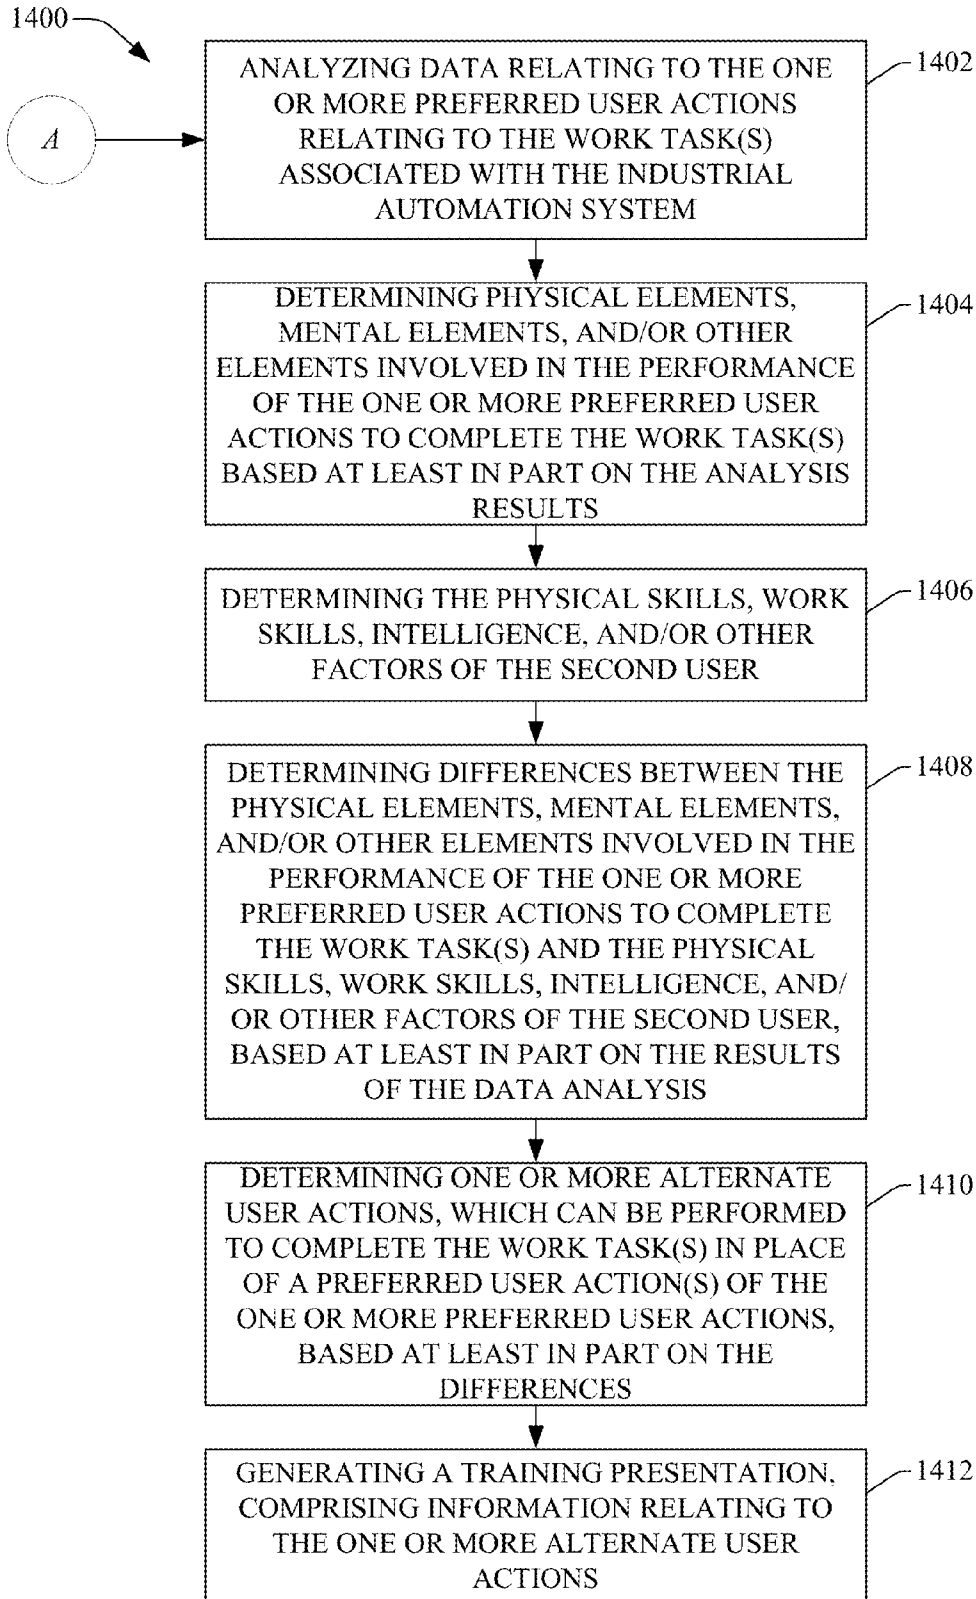 1400
A
1402
ANALYZING DATA RELATING TO THE ONE
OR MORE PREFERRED USER ACTIONS
RELATING TO THE WORK TASK(S)
ASSOCIATED WITH THE INDUSTRIAL
AUTOMATION SYSTEM
1404
DETERMINING PHYSICAL ELEMENTS,
MENTAL ELEMENTS, AND/OR OTHER
ELEMENTS INVOLVED IN THE PERFORMANCE
OF THE ONE OR MORE PREFERRED USER
ACTIONS TO COMPLETE THE WORK TASK(S)
BASED AT LEAST IN PART ON THE ANALYSIS
RESULTS
1406
DETERMINING THE PHYSICAL SKILLS, WORK
SKILLS, INTELLIGENCE, AND/OR OTHER
FACTORS OF THE SECOND USER
1408
DETERMINING DIFFERENCES BETWEEN THE
PHYSICAL ELEMENTS, MENTAL ELEMENTS,
AND/OR OTHER ELEMENTS INVOLVED IN THE
PERFORMANCE OF THE ONE OR MORE
PREFERRED USER ACTIONS TO COMPLETE
THE WORK TASK(S) AND THE PHYSICAL
SKILLS, WORK SKILLS, INTELLIGENCE, AND/
OR OTHER FACTORS OF THE SECOND USER,
BASED AT LEAST IN PART ON THE RESULTS
OF THE DATA ANALYSIS
1410
DETERMINING ONE OR MORE ALTERNATE
USER ACTIONS, WHICH CAN BE PERFORMED
TO COMPLETE THE WORK TASK(S) IN PLACE
OF A PREFERRED USER ACTION(S) OF THE
ONE OR MORE PREFERRED USER ACTIONS,
BASED AT LEAST IN PART ON THE
DIFFERENCES
1412
GENERATING A TRAINING PRESENTATION,
COMPRISING INFORMATION RELATING TO
THE ONE OR MORE ALTERNATE USER
ACTIONS